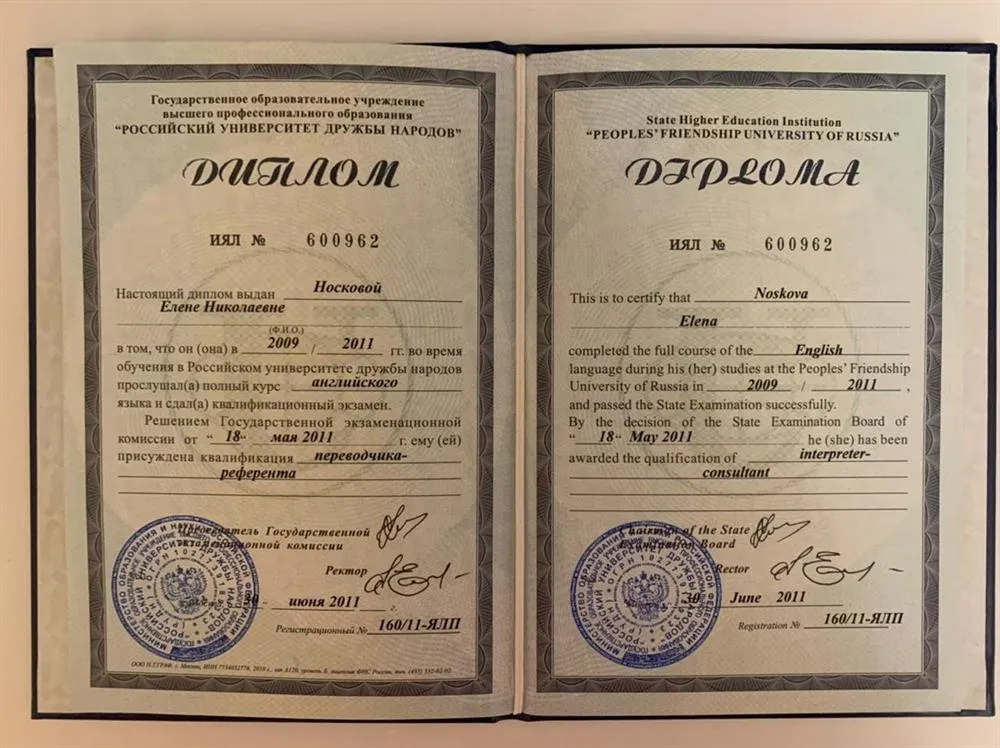 Государственное образовательное учреждение
высшего профессионального образования
"РОССИЙСКИЙ УНИВЕРСИТЕТ ДРУЖБЫ НАРОДОВ"
ДИПЛОМ
ИЯЛ № 600962
Настоящий диплом выдан Носковой
Елене Николаевне
(Ф.И.О.)
в том, что он (она) в 2009 / 2011 гг. во время
обучения в Российском университете дружбы народов
прослушал(а) полный курс английского
языка и сдал(а) квалификационный экзамен.
Решением Государственной экзаменационной
комиссии от "18" мая 2011 г. ему (ей)
присуждена квалификация переводчика-
референта
Председатель Государственной
экзаменационной комиссии
Ректор
30 июня 2011 г.
Регистрационный № 160/11-ЯЛП
State Higher Education Institution
"PEOPLES' FRIENDSHIP UNIVERSITY OF RUSSIA"
DIPLOMA
ИЯЛ № 600962
This is to certify that Noskova
Elena
completed the full course of the English
language during his (her) studies at the Peoples' Friendship
University of Russia in 2009 / 2011 ,
and passed the State Examination successfully.
By the decision of the State Examination Board of
"18" May 2011 he (she) has been
awarded the qualification of interpreter-
consultant
Chairman of the State
Examination Board
Rector
30 June 2011
Registration № 160/11-ЯЛП